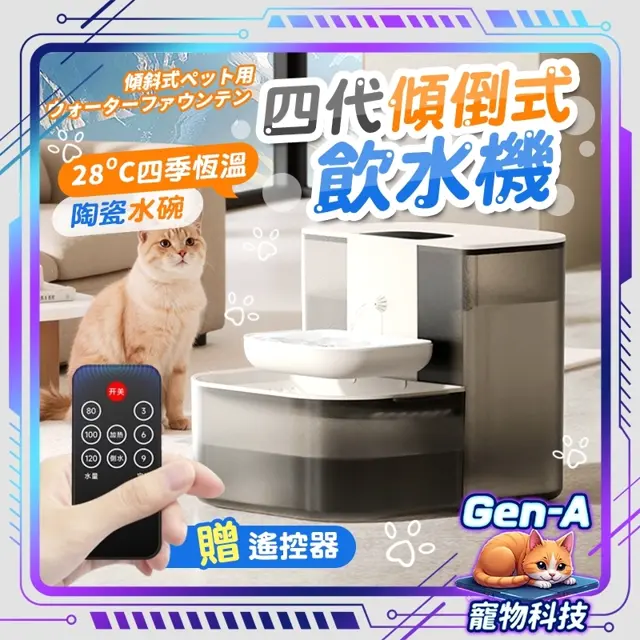 傾斜式ペット用
ウォーターファウンテン
四代傾倒式
飲水機
28°C四季恆溫
陶瓷水碗
开关
80 3
100 加热 6
120 倒水 9
水量
贈 遙控器
Gen-A
寵物科技